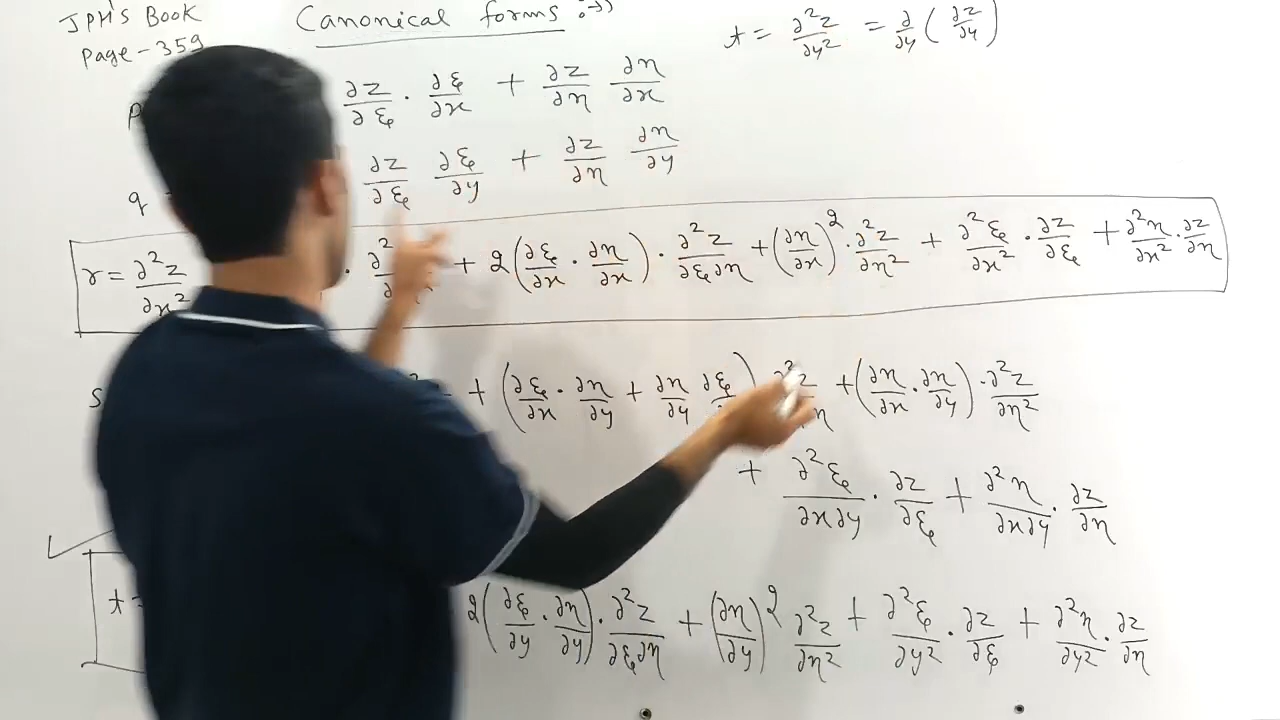 JPH's Book
Page - 359
Canonical forms :→
t = ∂²z/∂y² = ∂/∂y (∂z/∂y)
p ∂z/∂ξ · ∂ξ/∂x + ∂z/∂η ∂η/∂x
q ∂z/∂ξ ∂ξ/∂y + ∂z/∂η ∂η/∂y
r = ∂²z/∂x² · ∂² + 2(∂ξ/∂x · ∂η/∂x) · ∂²z/∂ξ∂η + (∂η/∂x)² · ∂²z/∂η² + ∂²ξ/∂x² · ∂z/∂ξ + ∂²η/∂x² · ∂z/∂η
s + (∂ξ/∂x · ∂η/∂y + ∂η/∂y ∂ξ ) + (∂η/∂x · ∂η/∂y) · ∂²z/∂η²
+ ∂²ξ/∂x∂y · ∂z/∂ξ + ∂²η/∂x∂y · ∂z/∂η
t = 2(∂ξ/∂y · ∂η/∂y) · ∂²z/∂ξ∂η + (∂η/∂y)² ∂²z/∂η² + ∂²ξ/∂y² · ∂z/∂ξ + ∂²η/∂y² · ∂z/∂η